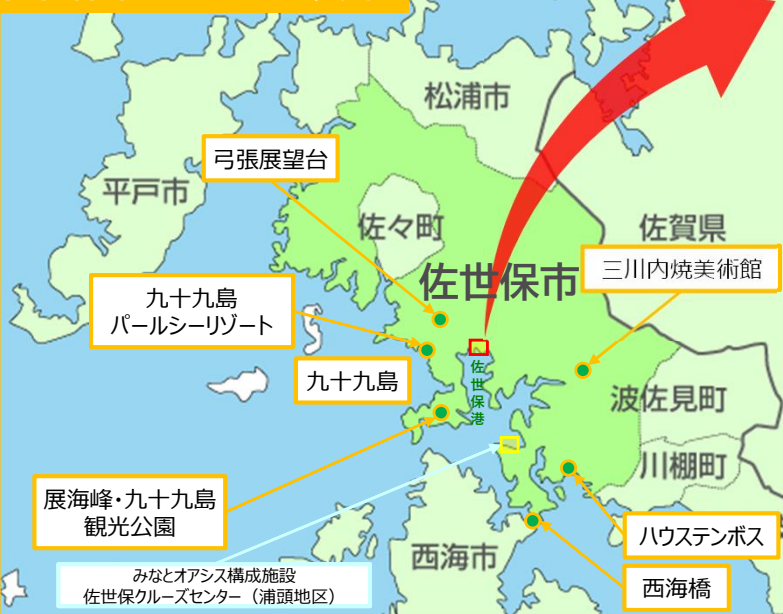 松浦市
弓張展望台
平戸市
佐々町
佐賀県
佐世保市
三川内焼美術館
九十九島
パールシーリゾート
九十九島
佐世保港
波佐見町
川棚町
展海峰・九十九島
観光公園
ハウステンボス
西海市
みなとオアシス構成施設
佐世保クルーズセンター（浦頭地区）
西海橋